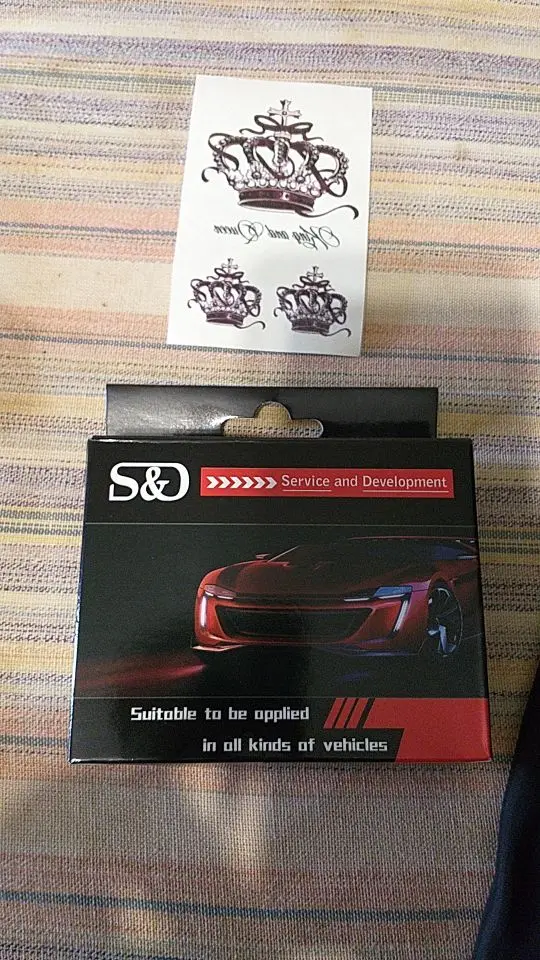 King and Queen
S&D
Service and Development
Suitable to be applied
in all kinds of vehicles